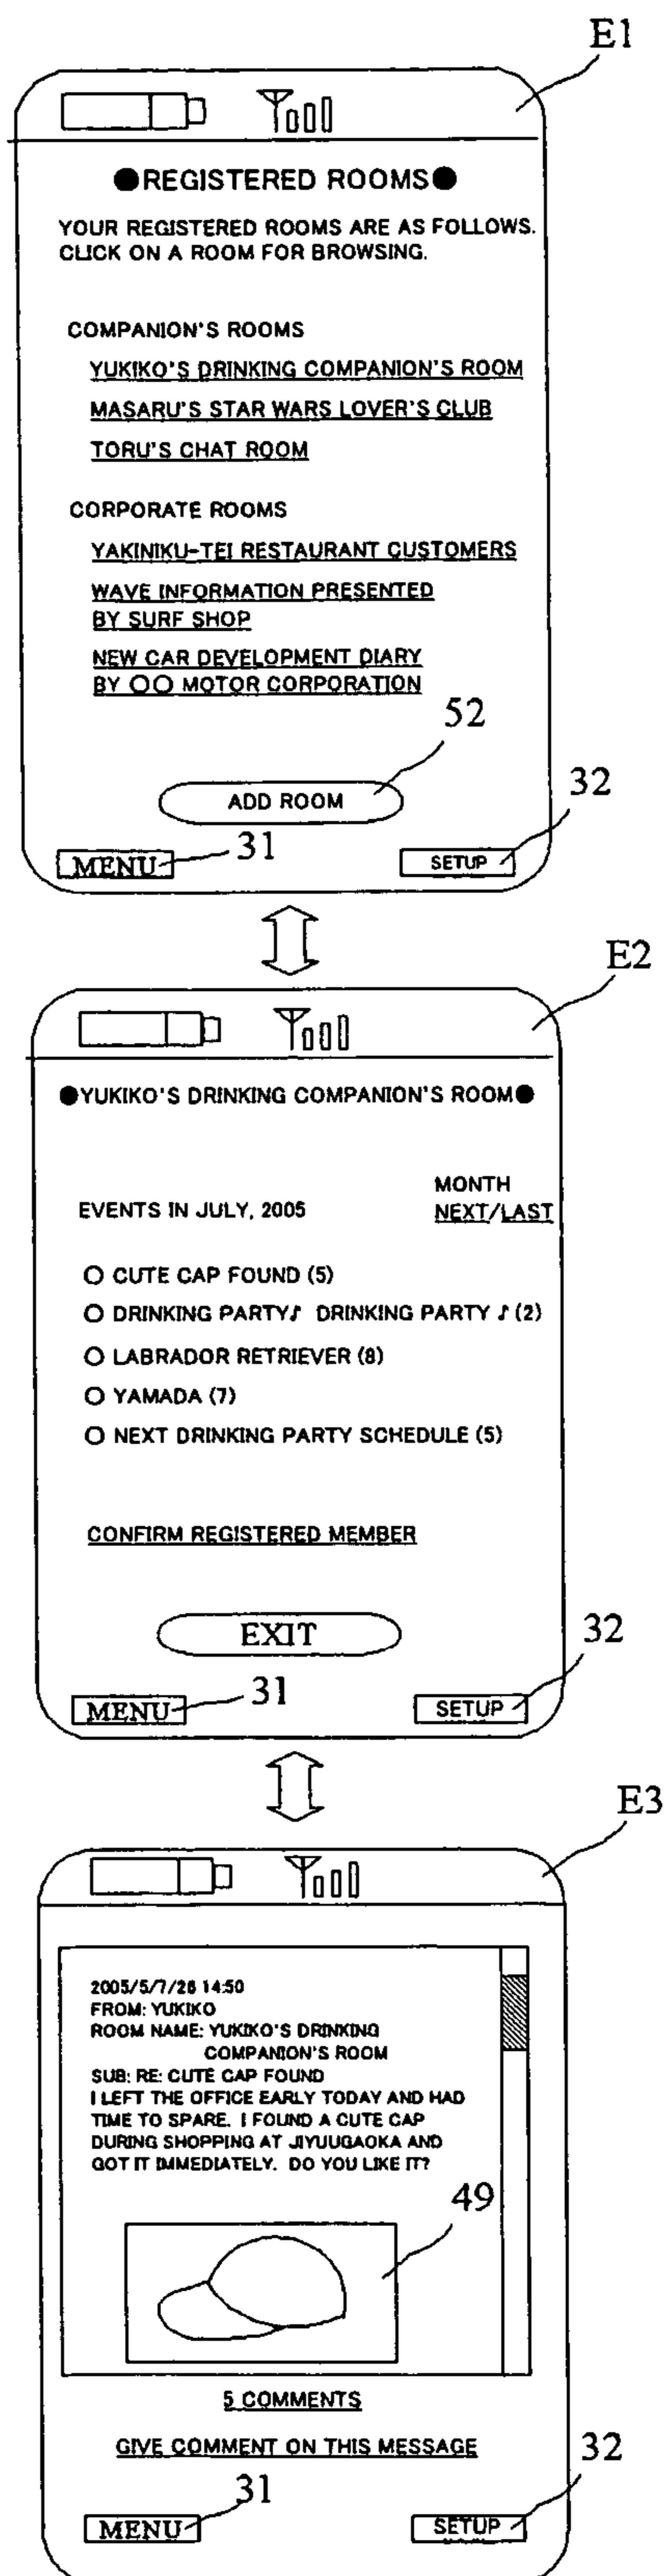 E1
●REGISTERED ROOMS●
YOUR REGISTERED ROOMS ARE AS FOLLOWS.
CLICK ON A ROOM FOR BROWSING.
COMPANION'S ROOMS
YUKIKO'S DRINKING COMPANION'S ROOM
MASARU'S STAR WARS LOVER'S CLUB
TORU'S CHAT ROOM
CORPORATE ROOMS
YAKINIKU-TEI RESTAURANT CUSTOMERS
WAVE INFORMATION PRESENTED
BY SURF SHOP
NEW CAR DEVELOPMENT DIARY
BY ○○ MOTOR CORPORATION
52
ADD ROOM
32
31
MENU
SETUP
E2
●YUKIKO'S DRINKING COMPANION'S ROOM●
MONTH
EVENTS IN JULY, 2005
NEXT/LAST
○ CUTE CAP FOUND (5)
○ DRINKING PARTY♪ DRINKING PARTY ♪ (2)
○ LABRADOR RETRIEVER (8)
○ YAMADA (7)
○ NEXT DRINKING PARTY SCHEDULE (5)
CONFIRM REGISTERED MEMBER
EXIT
32
31
MENU
SETUP
E3
2005/5/7/28 14:50
FROM: YUKIKO
ROOM NAME: YUKIKO'S DRINKING
COMPANION'S ROOM
SUB: RE: CUTE CAP FOUND
I LEFT THE OFFICE EARLY TODAY AND HAD
TIME TO SPARE. I FOUND A CUTE CAP
DURING SHOPPING AT JIYUUGAOKA AND
GOT IT IMMEDIATELY. DO YOU LIKE IT?
49
5 COMMENTS
GIVE COMMENT ON THIS MESSAGE
32
31
MENU
SETUP